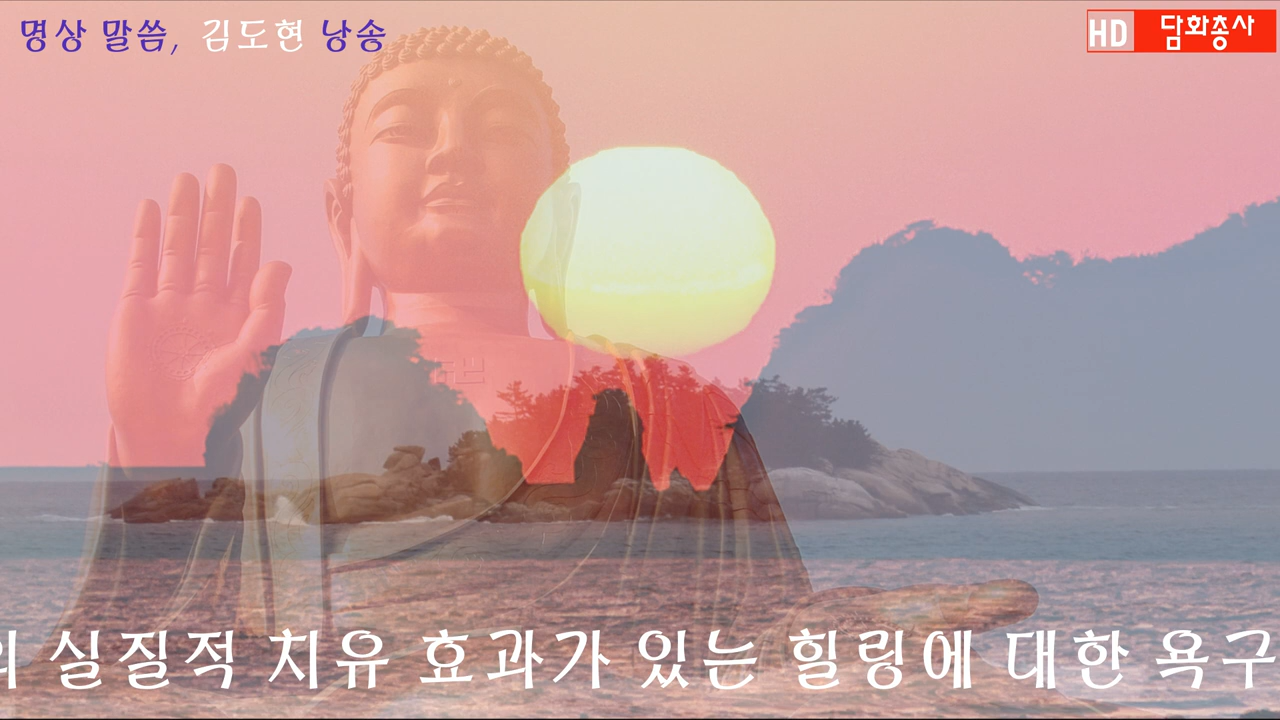 명상 말씀, 김도현 낭송
HD 담화총사
의 실질적 치유 효과가 있는 힐링에 대한 욕구